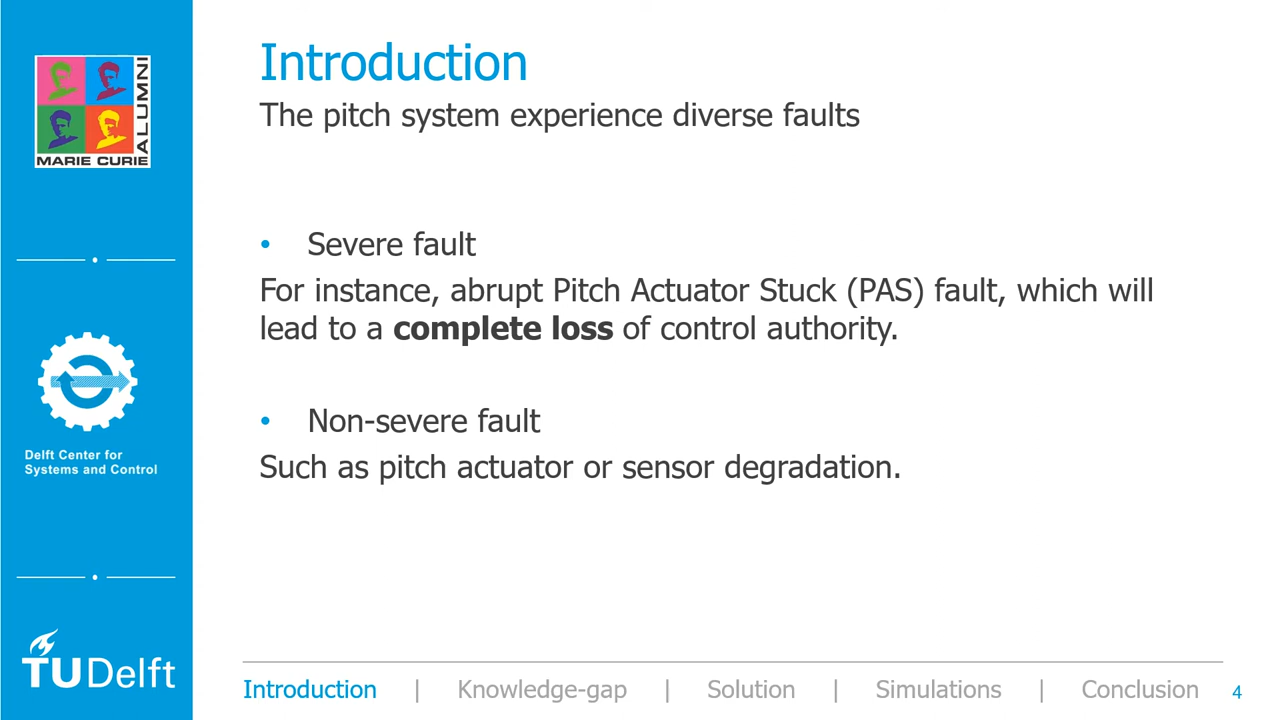 MARIE CURIE
ALUMNI
Delft Center for
Systems and Control
TUDelft
Introduction
The pitch system experience diverse faults
• Severe fault
For instance, abrupt Pitch Actuator Stuck (PAS) fault, which will
lead to a complete loss of control authority.
• Non-severe fault
Such as pitch actuator or sensor degradation.
Introduction | Knowledge-gap | Solution | Simulations | Conclusion 4